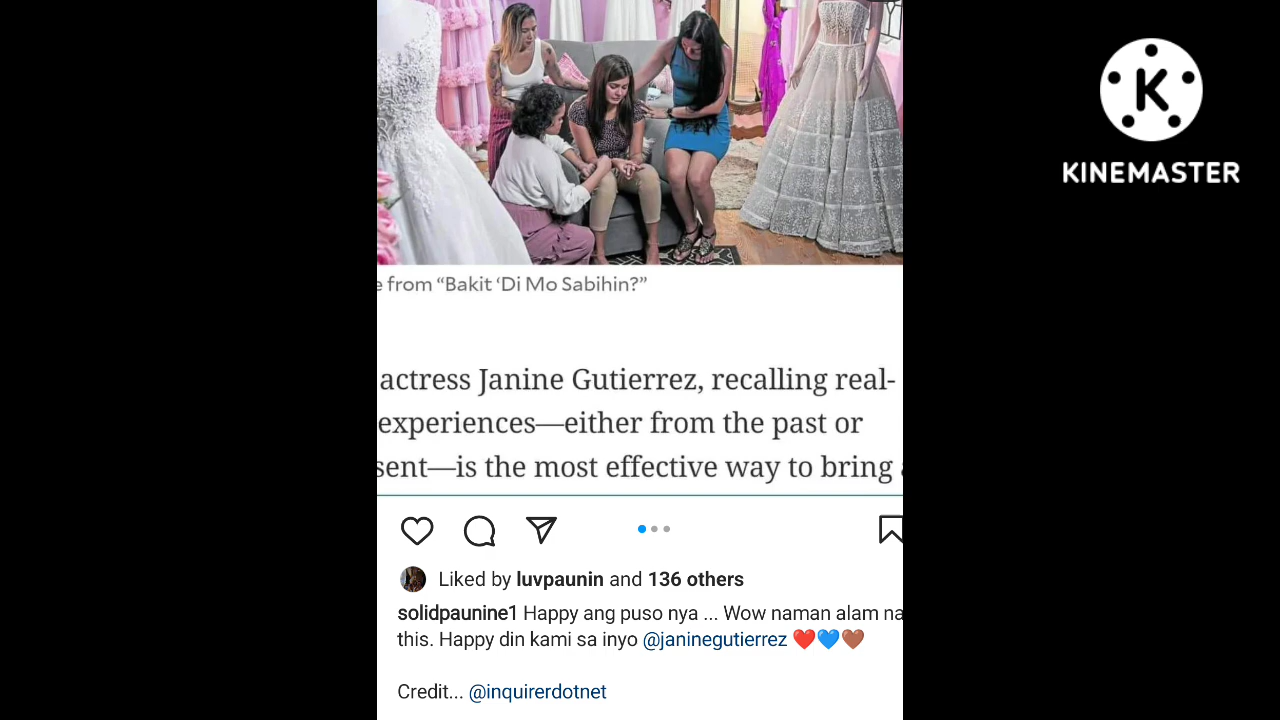 KINEMASTER
e from “Bakit ‘Di Mo Sabihin?”
actress Janine Gutierrez, recalling real-
experiences—either from the past or
sent—is the most effective way to bring
Liked by luvpaunin and 136 others
solidpaunine1 Happy ang puso nya ... Wow naman alam na
this. Happy din kami sa inyo @janinegutierrez ❤️💙🤎
Credit... @inquirerdotnet